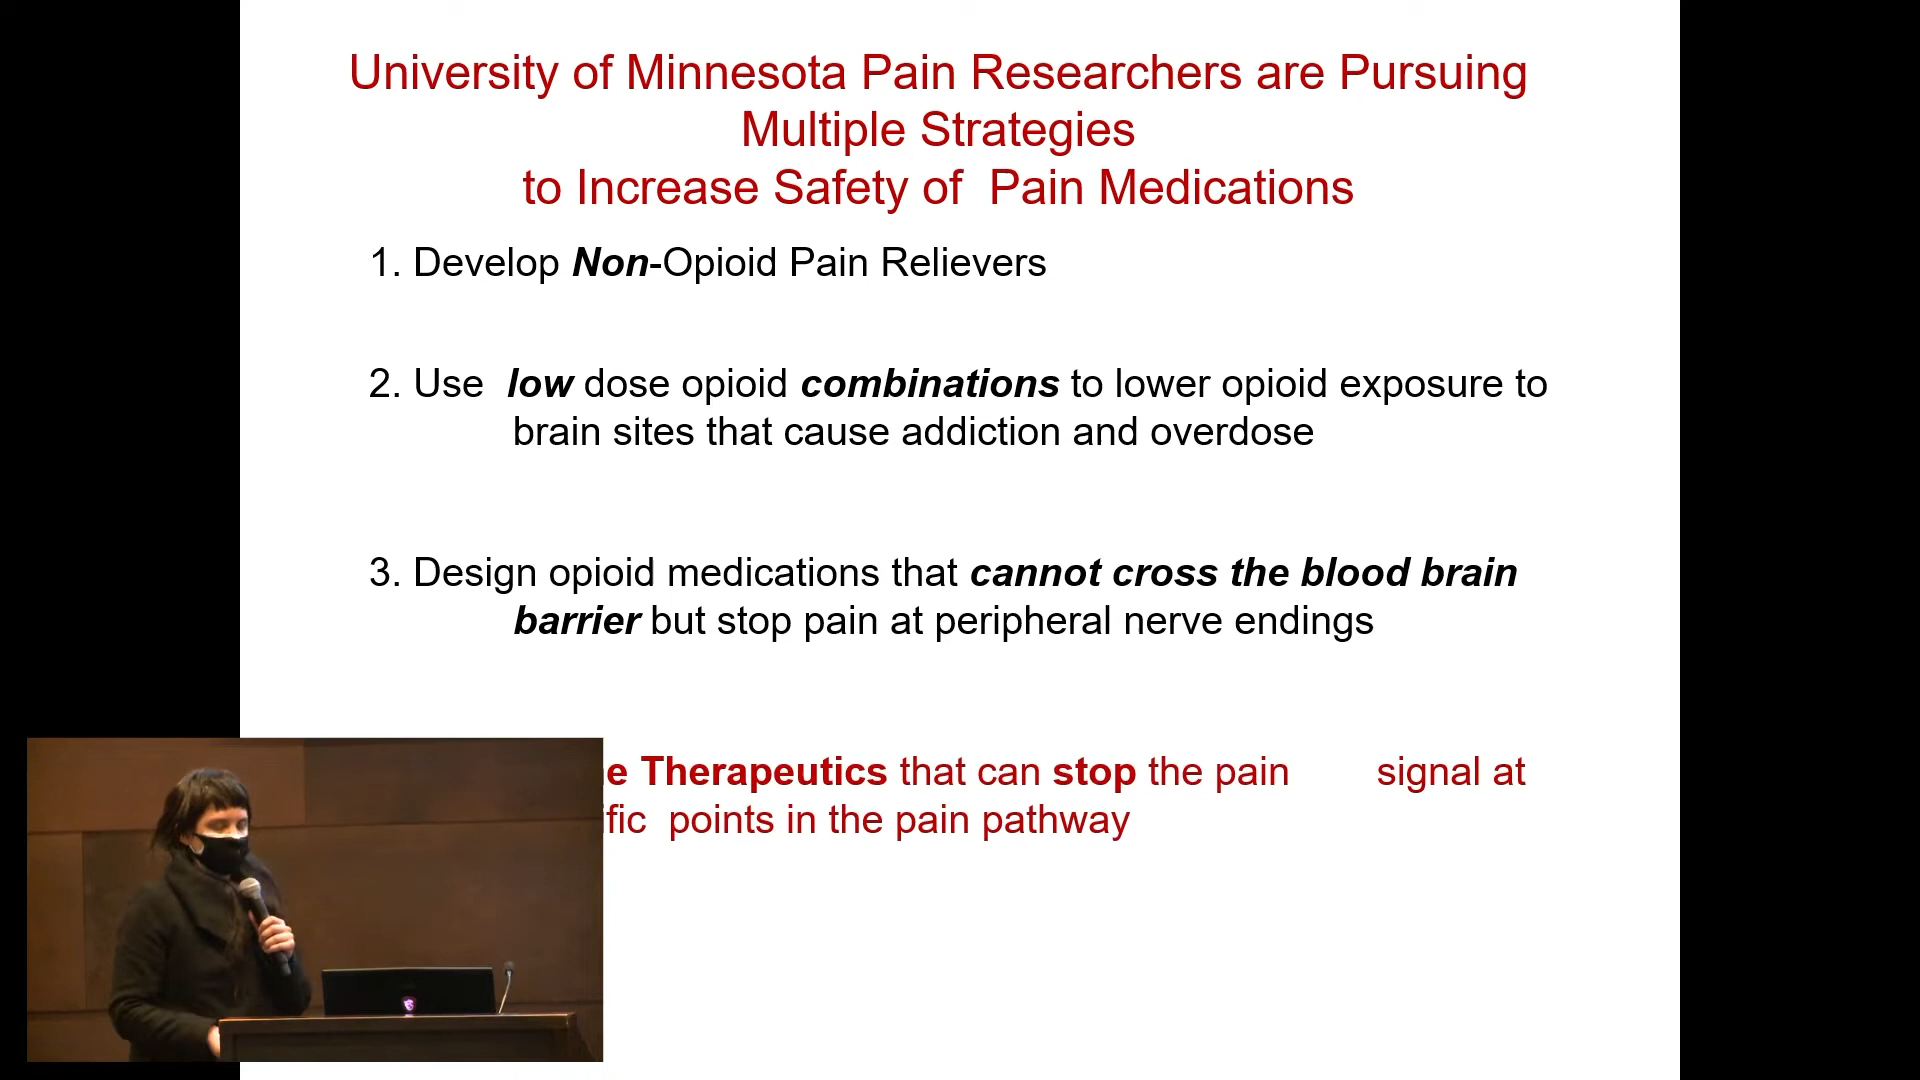 University of Minnesota Pain Researchers are Pursuing
Multiple Strategies
to Increase Safety of Pain Medications
1. Develop Non-Opioid Pain Relievers
2. Use low dose opioid combinations to lower opioid exposure to
brain sites that cause addiction and overdose
3. Design opioid medications that cannot cross the blood brain
barrier but stop pain at peripheral nerve endings
Therapeutics that can stop the pain signal at
points in the pain pathway